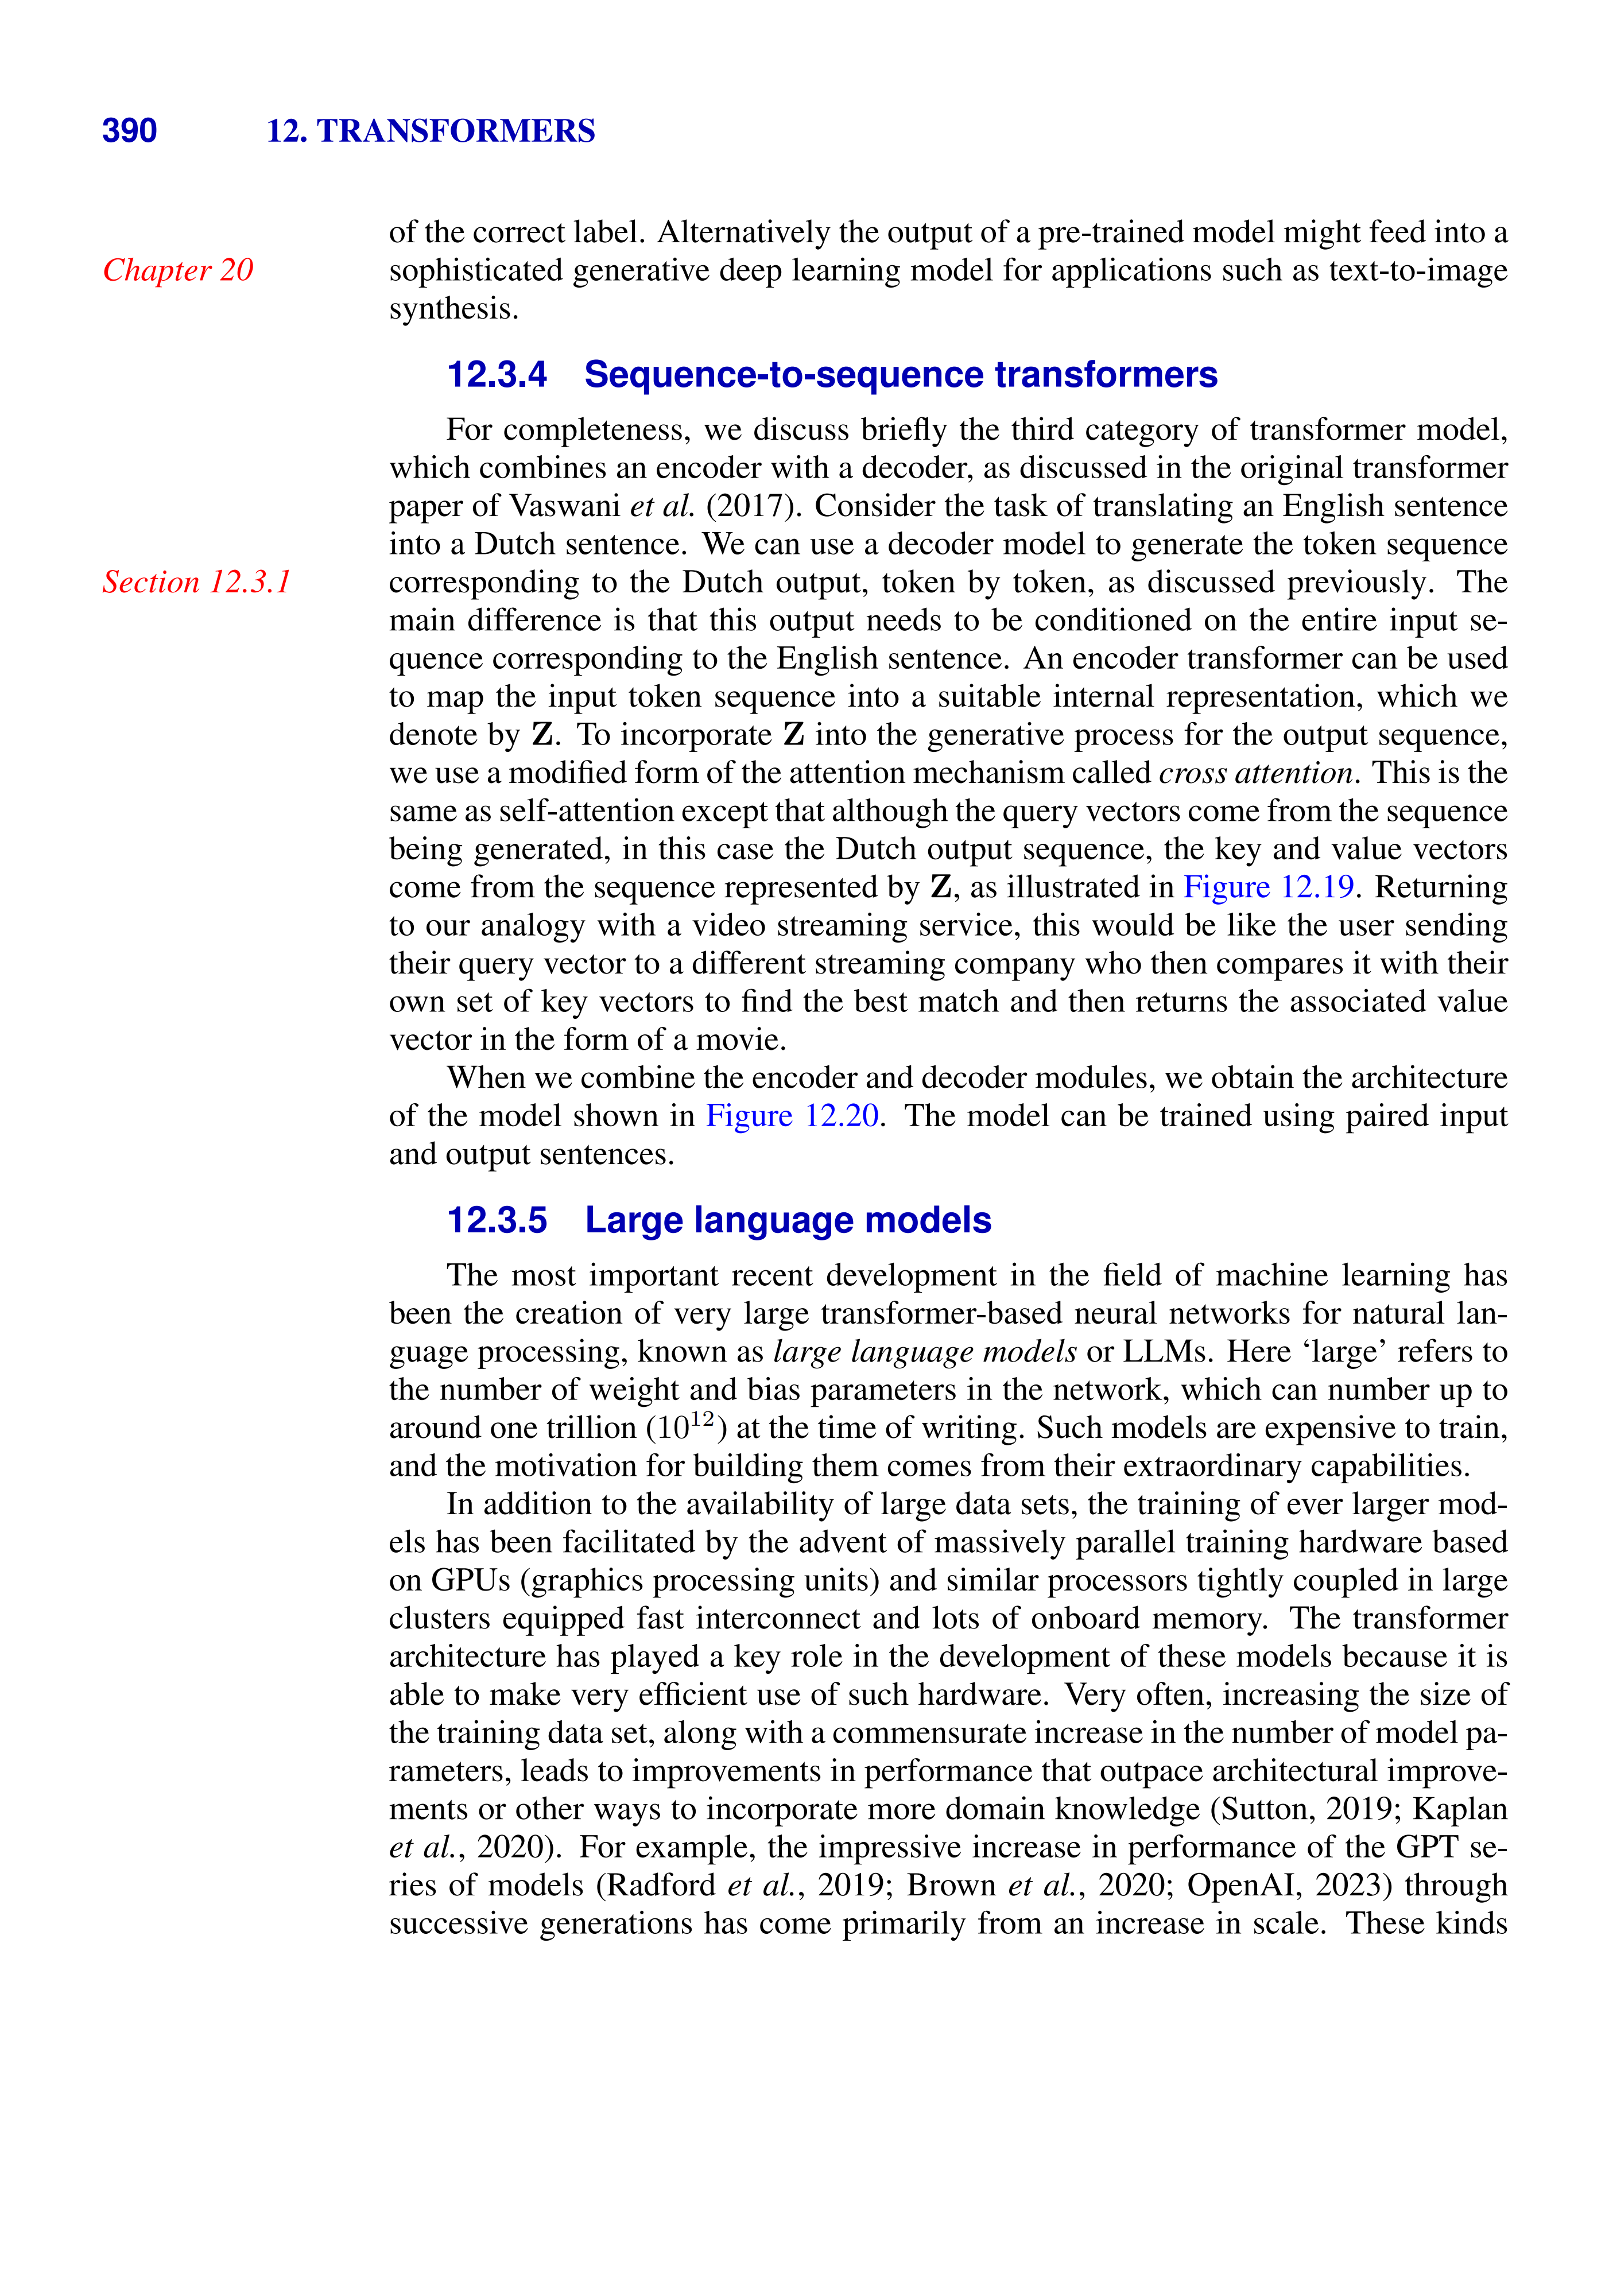 390 12. TRANSFORMERS
of the correct label. Alternatively the output of a pre-trained model might feed into a
Chapter 20
sophisticated generative deep learning model for applications such as text-to-image
synthesis.
12.3.4 Sequence-to-sequence transformers
For completeness, we discuss briefly the third category of transformer model,
which combines an encoder with a decoder, as discussed in the original transformer
paper of Vaswani et al. (2017). Consider the task of translating an English sentence
into a Dutch sentence. We can use a decoder model to generate the token sequence
Section 12.3.1
corresponding to the Dutch output, token by token, as discussed previously. The
main difference is that this output needs to be conditioned on the entire input se-
quence corresponding to the English sentence. An encoder transformer can be used
to map the input token sequence into a suitable internal representation, which we
denote by Z. To incorporate Z into the generative process for the output sequence,
we use a modified form of the attention mechanism called cross attention. This is the
same as self-attention except that although the query vectors come from the sequence
being generated, in this case the Dutch output sequence, the key and value vectors
come from the sequence represented by Z, as illustrated in Figure 12.19. Returning
to our analogy with a video streaming service, this would be like the user sending
their query vector to a different streaming company who then compares it with their
own set of key vectors to find the best match and then returns the associated value
vector in the form of a movie.
When we combine the encoder and decoder modules, we obtain the architecture
of the model shown in Figure 12.20. The model can be trained using paired input
and output sentences.
12.3.5 Large language models
The most important recent development in the field of machine learning has
been the creation of very large transformer-based neural networks for natural lan-
guage processing, known as large language models or LLMs. Here ‘large’ refers to
the number of weight and bias parameters in the network, which can number up to
around one trillion (10¹²) at the time of writing. Such models are expensive to train,
and the motivation for building them comes from their extraordinary capabilities.
In addition to the availability of large data sets, the training of ever larger mod-
els has been facilitated by the advent of massively parallel training hardware based
on GPUs (graphics processing units) and similar processors tightly coupled in large
clusters equipped fast interconnect and lots of onboard memory. The transformer
architecture has played a key role in the development of these models because it is
able to make very efficient use of such hardware. Very often, increasing the size of
the training data set, along with a commensurate increase in the number of model pa-
rameters, leads to improvements in performance that outpace architectural improve-
ments or other ways to incorporate more domain knowledge (Sutton, 2019; Kaplan
et al., 2020). For example, the impressive increase in performance of the GPT se-
ries of models (Radford et al., 2019; Brown et al., 2020; OpenAI, 2023) through
successive generations has come primarily from an increase in scale. These kinds